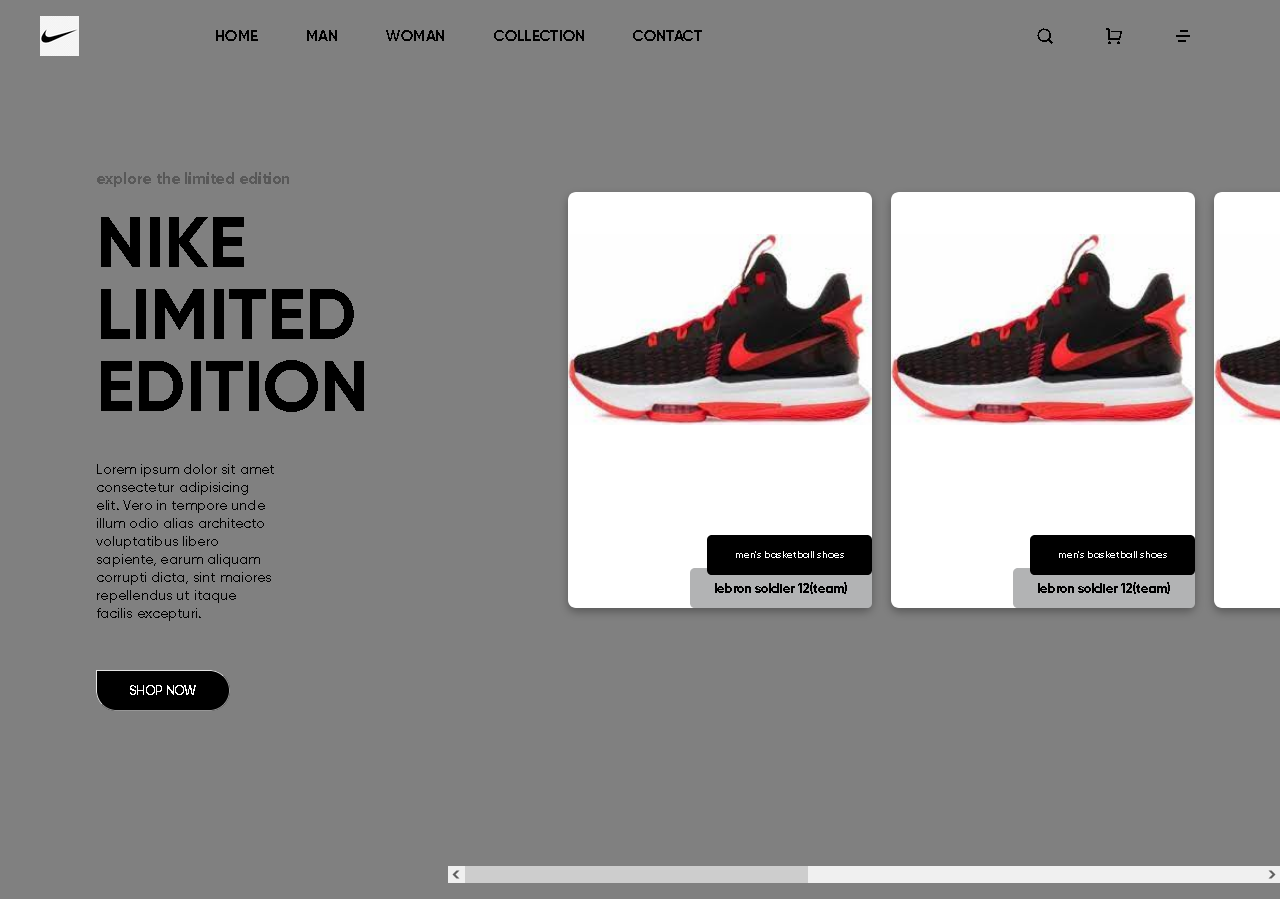 HOME MAN WOMAN COLLECTION CONTACT
explore the limited edition
NIKE
LIMITED
EDITION
Lorem ipsum dolor sit amet
consectetur adipisicing
elit. Vero in tempore unde
illum odio alias architecto
voluptatibus libero
sapiente, earum aliquam
corrupti dicta, sint maiores
repellendus ut itaque
facilis excepturi.
SHOP NOW
men's basketball shoes
lebron soldier 12(team)
men's basketball shoes
lebron soldier 12(team)